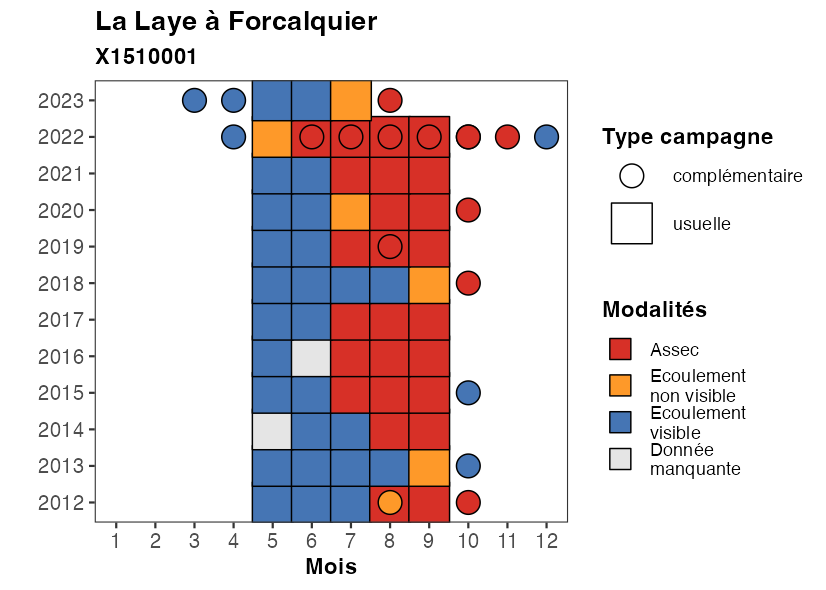 La Laye à Forcalquier
X1510001
2023
2022
2021
2020
2019
2018
2017
2016
2015
2014
2013
2012
1 2 3 4 5 6 7 8 9 10 11 12
Mois
Type campagne
complémentaire
usuelle
Modalités
Assec
Ecoulement
non visible
Ecoulement
visible
Donnée
manquante